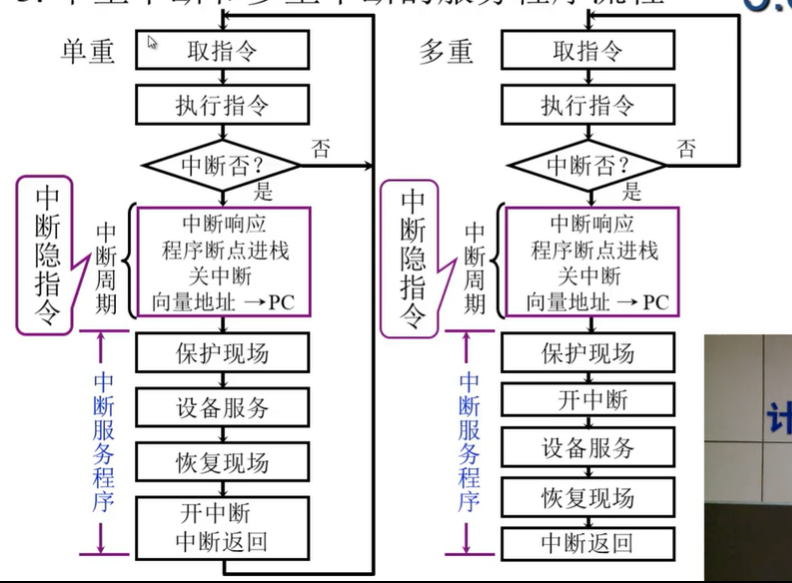 单重
取指令
执行指令
中断否？
否
是
中断隐指令
中断周期
中断响应
程序断点进栈
关中断
向量地址 → PC
中断服务程序
保护现场
设备服务
恢复现场
开中断
中断返回
多重
取指令
执行指令
中断否？
否
是
中断隐指令
中断周期
中断响应
程序断点进栈
关中断
向量地址 → PC
中断服务程序
保护现场
开中断
设备服务
恢复现场
中断返回
计